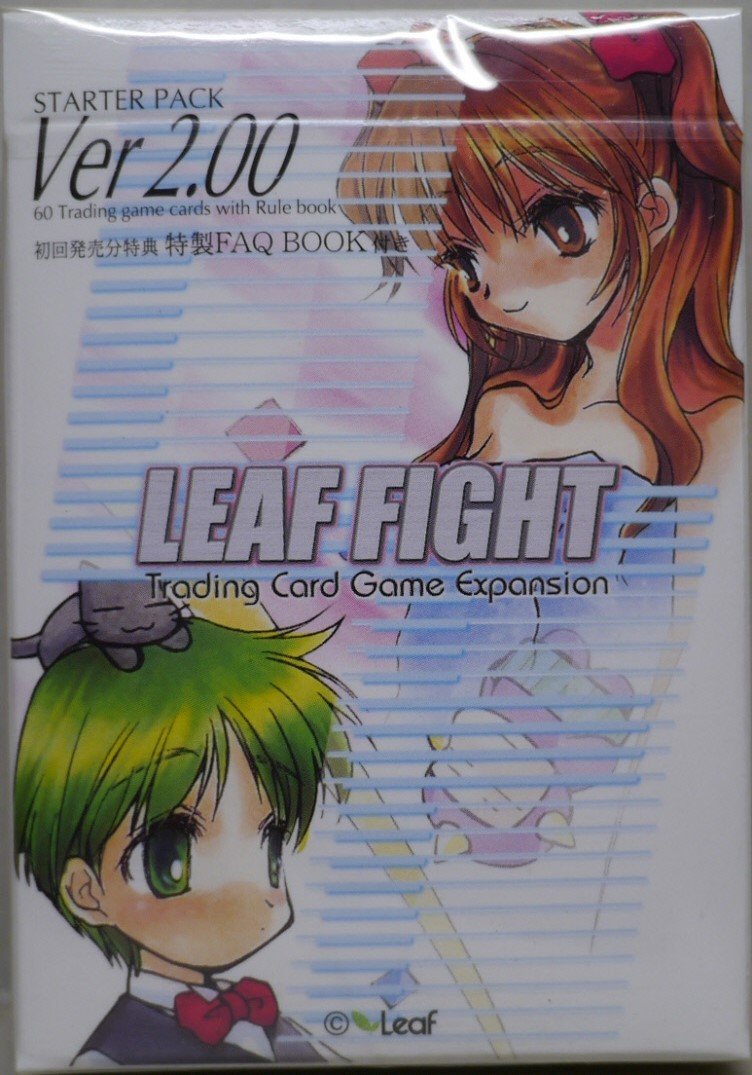 STARTER PACK
Ver 2.00
60 Trading game cards with Rule book
初回発売分特典 特製FAQ BOOK付き
LEAF FIGHT
Trading Card Game Expansion
© Leaf